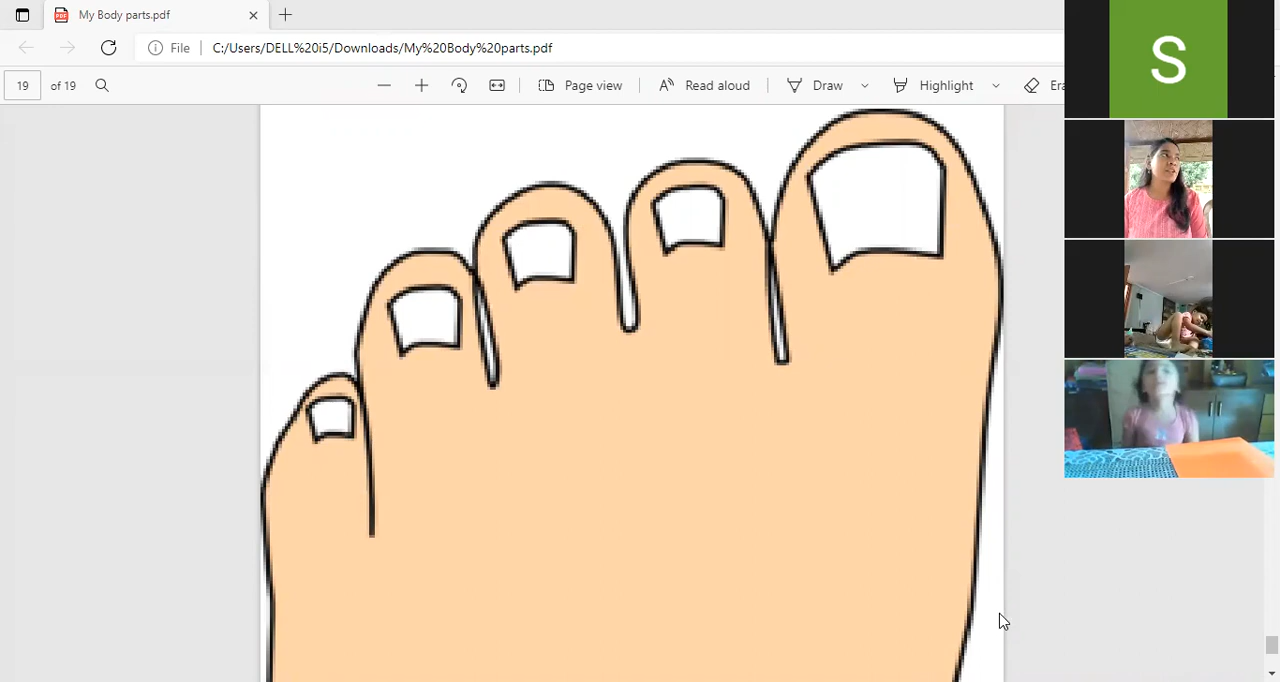 My Body parts.pdf
File
C:/Users/DELL%20i5/Downloads/My%20Body%20parts.pdf
19 of 19
Page view
Read aloud
Draw
Highlight
Era
S